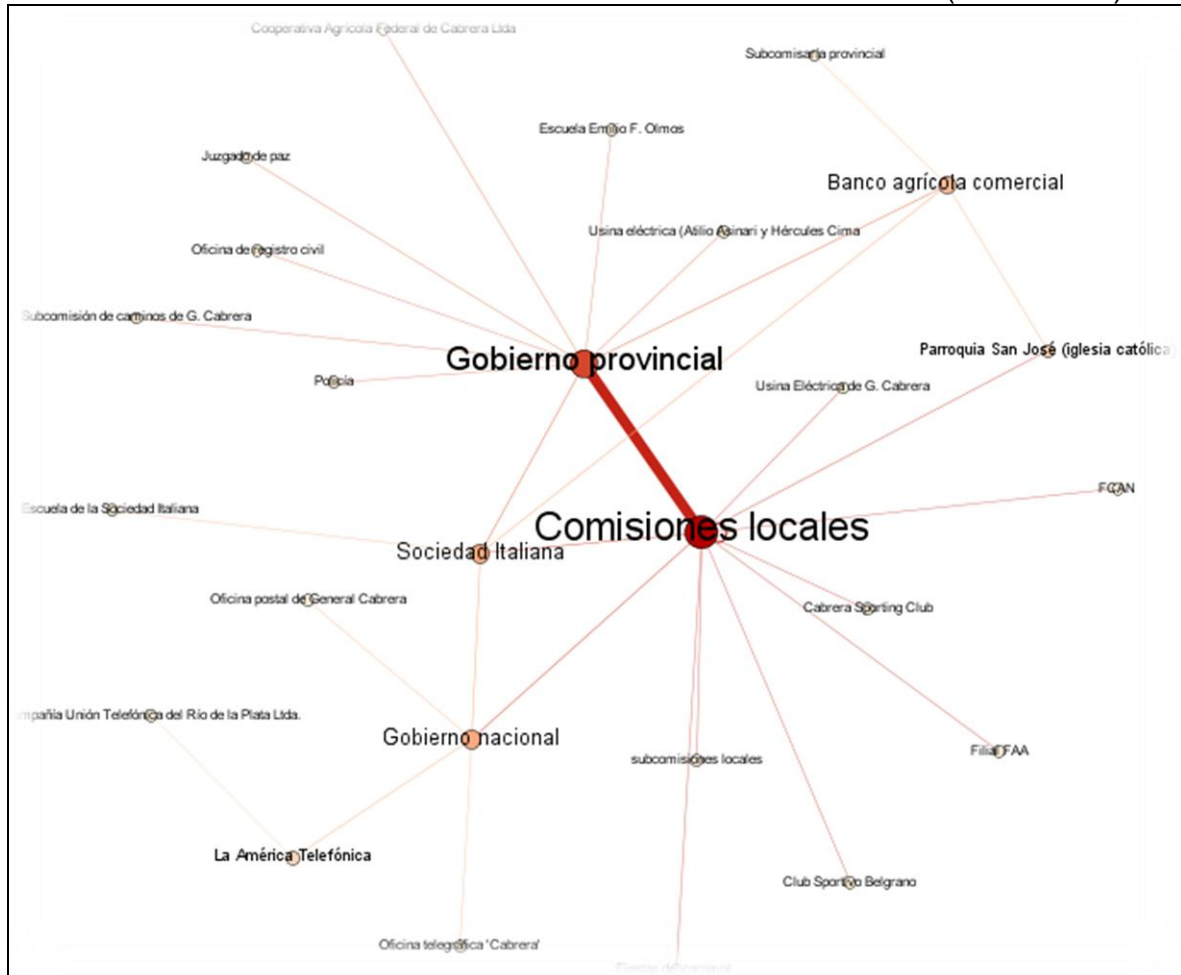 Cooperativa Agrícola Federal de Cabrera Ltda
Subcomisaría provincial
Escuela Emilio F. Olmos
Juzgado de paz
Banco agrícola comercial
Usina eléctrica (Atilio Asinari y Hércules Cima
Oficina de registro civil
Subcomisión de caminos de G. Cabrera
Parroquia San José (iglesia católica)
Gobierno provincial
Policía
Usina Eléctrica de G. Cabrera
FCAN
Escuela de la Sociedad Italiana
Comisiones locales
Sociedad Italiana
Oficina postal de General Cabrera
Cabrera Sporting Club
mpañía Unión Telefónica del Río de la Plata Ltda.
Gobierno nacional
Filial FAA
subcomisiones locales
La América Telefónica
Club Sportivo Belgrano
Oficina telegráfica 'Cabrera'